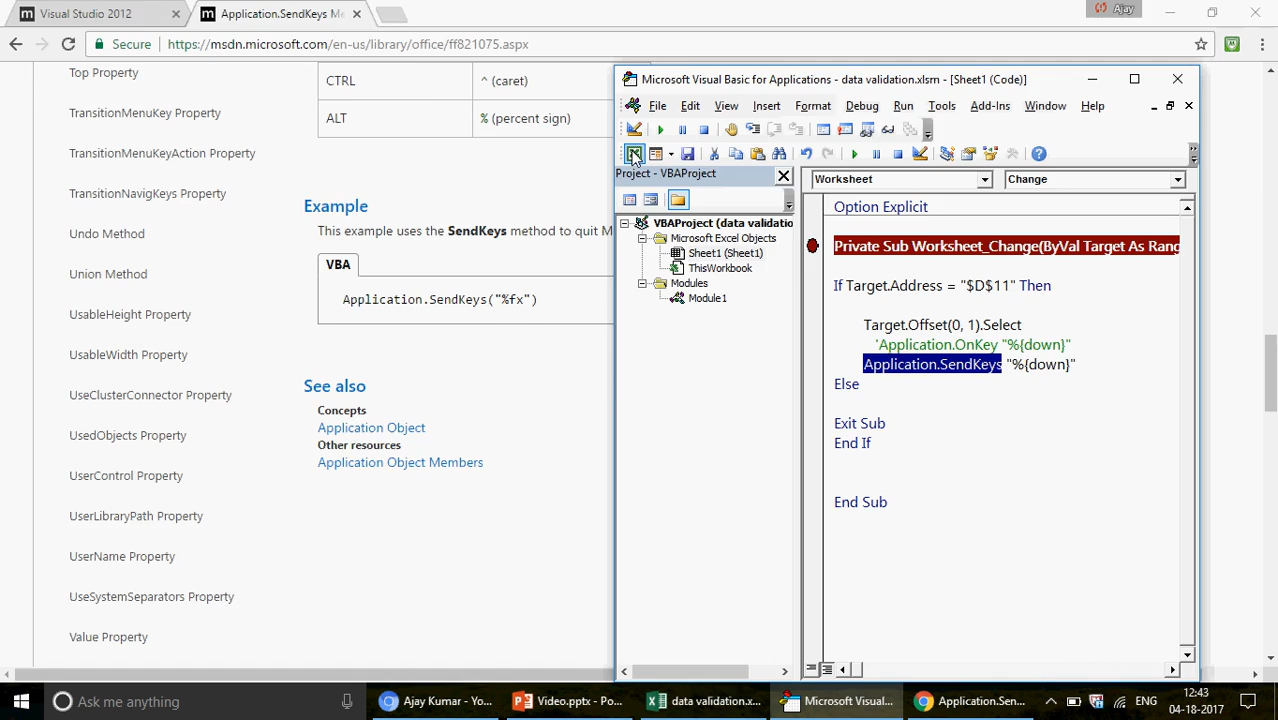 Visual Studio 2012
Application.SendKeys Me
Ajay
Secure
https://msdn.microsoft.com/en-us/library/office/ff821075.aspx
Top Property
TransitionMenuKey Property
TransitionMenuKeyAction Property
TransitionNavigKeys Property
Undo Method
Union Method
UsableHeight Property
UsableWidth Property
UseClusterConnector Property
UsedObjects Property
UserControl Property
UserLibraryPath Property
UserName Property
UseSystemSeparators Property
Value Property
CTRL
^ (caret)
ALT
% (percent sign)
Example
This example uses the SendKeys method to quit M
VBA
Application.SendKeys("%fx")
See also
Concepts
Application Object
Other resources
Application Object Members
Microsoft Visual Basic for Applications - data validation.xlsm - [Sheet1 (Code)]
File Edit View Insert Format Debug Run Tools Add-Ins Window Help
Project - VBAProject
VBAProject (data validatio
Microsoft Excel Objects
Sheet1 (Sheet1)
ThisWorkbook
Modules
Module1
Worksheet
Change
Option Explicit
Private Sub Worksheet_Change(ByVal Target As Rang
If Target.Address = "$D$11" Then
Target.Offset(0, 1).Select
'Application.OnKey "%{down}"
Application.SendKeys "%{down}"
Else
Exit Sub
End If
End Sub
Ask me anything
Ajay Kumar - Yo...
Video.pptx - Po...
data validation.x...
Microsoft Visual...
Application.Sen...
ENG
12:43
04-18-2017